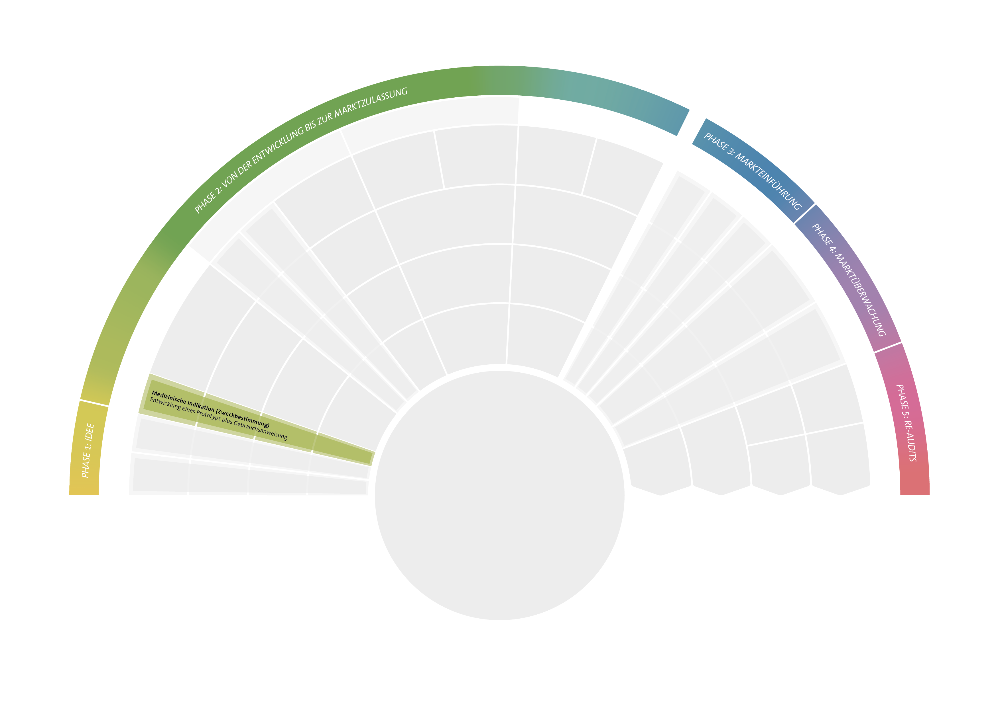 PHASE 1: IDEE
PHASE 2: VON DER ENTWICKLUNG BIS ZUR MARKTZULASSUNG
PHASE 3: MARKTEINFÜHRUNG
PHASE 4: MARKTÜBERWACHUNG
PHASE 5: RE-AUDITS
Medizinische Indikation (Zweckbestimmung)
Entwicklung eines Prototyps plus Gebrauchsanweisung